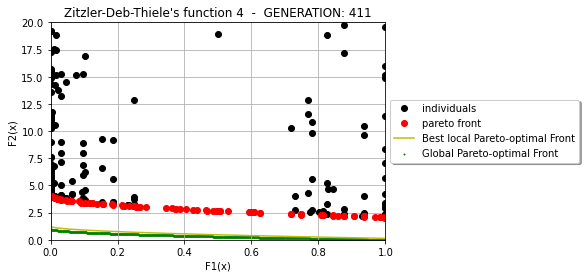 Zitzler-Deb-Thiele's function 4 - GENERATION: 411
20.0
17.5
15.0
12.5
10.0
7.5
5.0
2.5
0.0
F2(x)
0.0 0.2 0.4 0.6 0.8 1.0
F1(x)
individuals
pareto front
Best local Pareto-optimal Front
Global Pareto-optimal Front